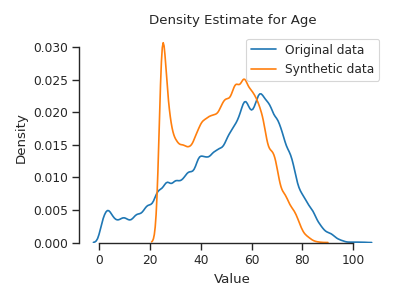 Density Estimate for Age
Original data
Synthetic data
0.030
0.025
0.020
0.015
0.010
0.005
0.000
Density
0 20 40 60 80 100
Value